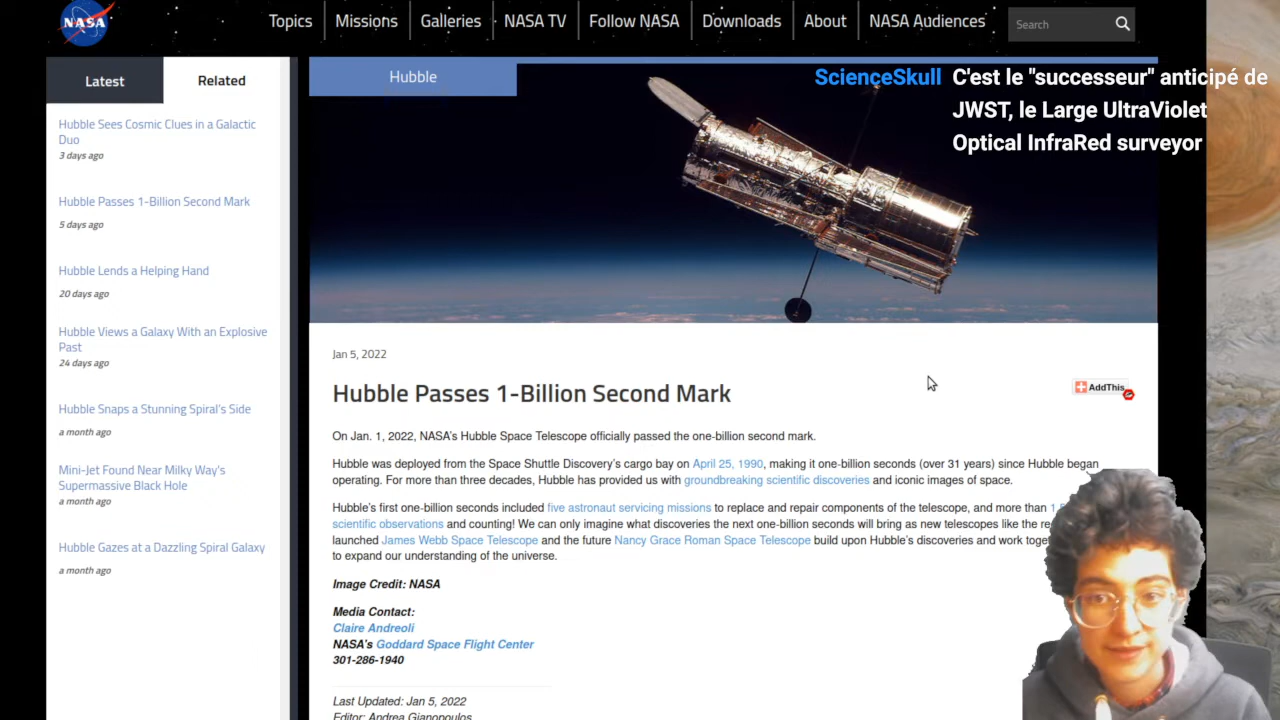 NASA
Topics
Missions
Galleries
NASA TV
Follow NASA
Downloads
About
NASA Audiences
Search
Latest
Related
Hubble Sees Cosmic Clues in a Galactic
Duo
3 days ago
Hubble Passes 1-Billion Second Mark
5 days ago
Hubble Lends a Helping Hand
20 days ago
Hubble Views a Galaxy With an Explosive
Past
24 days ago
Hubble Snaps a Stunning Spiral's Side
a month ago
Mini-Jet Found Near Milky Way's
Supermassive Black Hole
a month ago
Hubble Gazes at a Dazzling Spiral Galaxy
a month ago
Hubble
ScienceSkull C'est le "successeur" anticipé de
JWST, le Large UltraViolet
Optical InfraRed surveyor
Jan 5, 2022
Hubble Passes 1-Billion Second Mark
AddThis
On Jan. 1, 2022, NASA's Hubble Space Telescope officially passed the one-billion second mark.
Hubble was deployed from the Space Shuttle Discovery's cargo bay on April 25, 1990, making it one-billion seconds (over 31 years) since Hubble began
operating. For more than three decades, Hubble has provided us with groundbreaking scientific discoveries and iconic images of space.
Hubble's first one-billion seconds included five astronaut servicing missions to replace and repair components of the telescope, and more than
scientific observations and counting! We can only imagine what discoveries the next one-billion seconds will bring as new telescopes like the
launched James Webb Space Telescope and the future Nancy Grace Roman Space Telescope build upon Hubble's discoveries and work
to expand our understanding of the universe.
Image Credit: NASA
Media Contact:
Claire Andreoli
NASA's Goddard Space Flight Center
301-286-1940
Last Updated: Jan 5, 2022
Editor: Andrea Gianopoulos